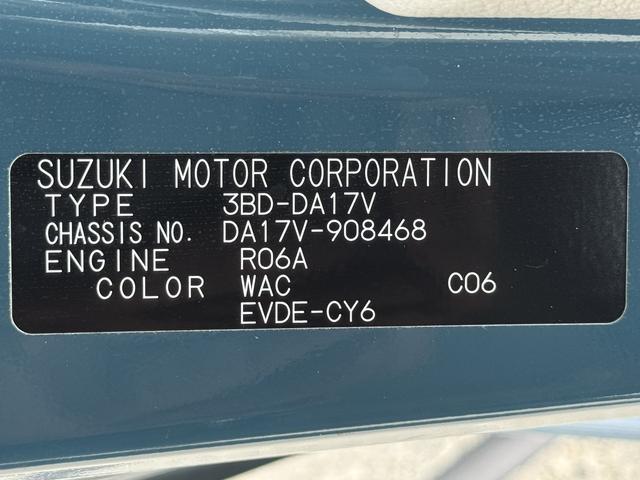 SUZUKI MOTOR CORPORATION
TYPE 3BD-DA17V
CHASSIS NO. DA17V-908468
ENGINE R06A
COLOR WAC C06
EVDE-CY6